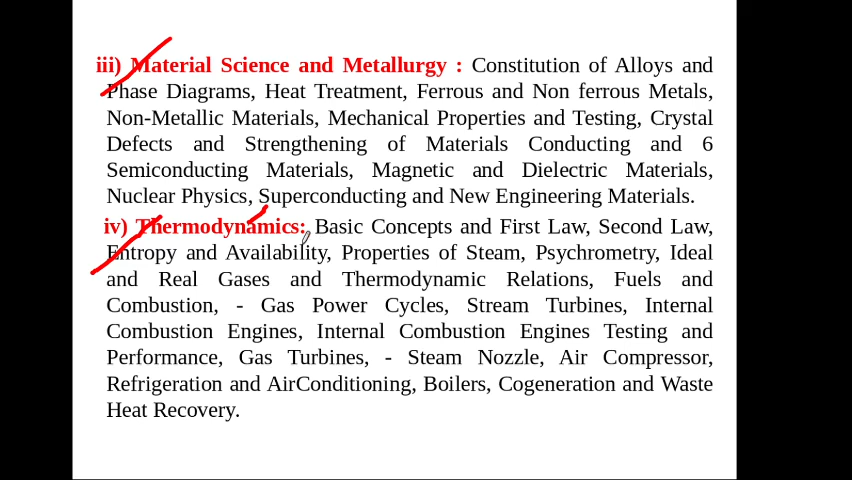 iii) Material Science and Metallurgy : Constitution of Alloys and
Phase Diagrams, Heat Treatment, Ferrous and Non ferrous Metals,
Non-Metallic Materials, Mechanical Properties and Testing, Crystal
Defects and Strengthening of Materials Conducting and 6
Semiconducting Materials, Magnetic and Dielectric Materials,
Nuclear Physics, Superconducting and New Engineering Materials.
iv) Thermodynamics: Basic Concepts and First Law, Second Law,
Entropy and Availability, Properties of Steam, Psychrometry, Ideal
and Real Gases and Thermodynamic Relations, Fuels and
Combustion, - Gas Power Cycles, Stream Turbines, Internal
Combustion Engines, Internal Combustion Engines Testing and
Performance, Gas Turbines, - Steam Nozzle, Air Compressor,
Refrigeration and AirConditioning, Boilers, Cogeneration and Waste
Heat Recovery.